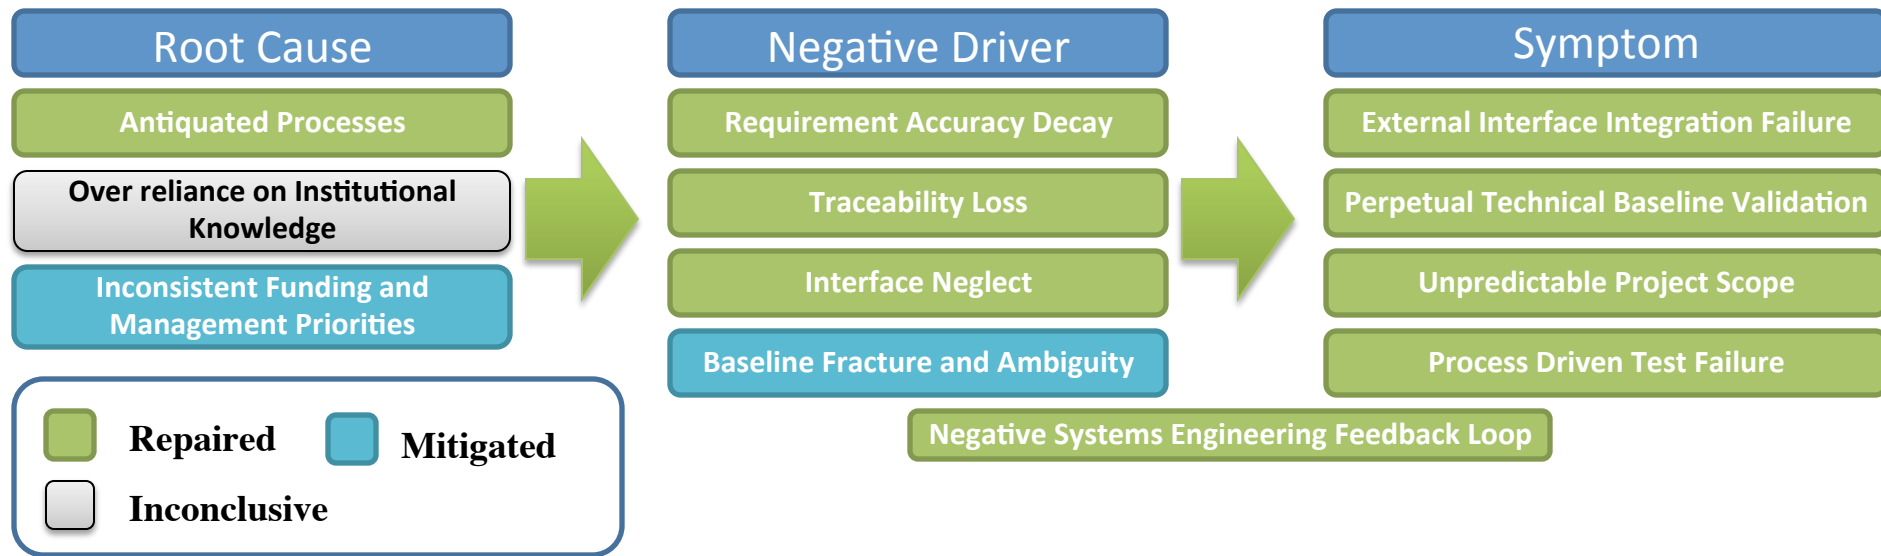 Root Cause
Antiquated Processes
Over reliance on Institutional
Knowledge
Inconsistent Funding and
Management Priorities
Negative Driver
Requirement Accuracy Decay
Traceability Loss
Interface Neglect
Baseline Fracture and Ambiguity
Symptom
External Interface Integration Failure
Perpetual Technical Baseline Validation
Unpredictable Project Scope
Process Driven Test Failure
Negative Systems Engineering Feedback Loop
Repaired
Mitigated
Inconclusive